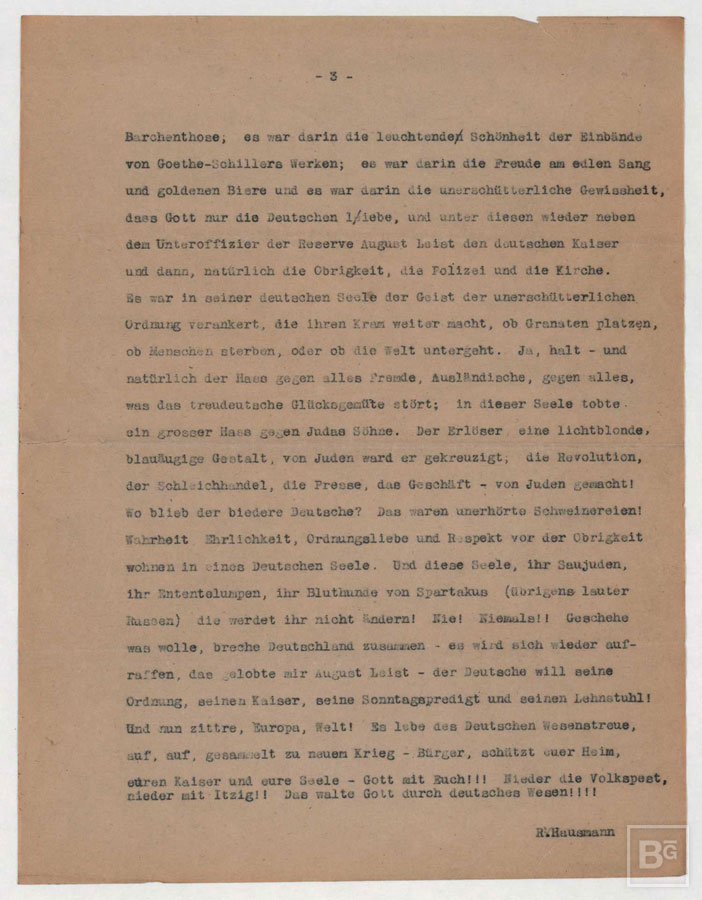 - 3 -
Barchenthose; es war darin die leuchtenden Schönheit der Einbände
von Goethe-Schillers Werken; es war darin die Freude am edlen Sang
und goldenen Biere und es war darin die unerschütterliche Gewissheit,
dass Gott nur die Deutschen liebe, und unter diesen wieder neben
dem Unteroffizier der Reserve August Leist den deutschen Kaiser
und dann, natürlich die Obrigkeit, die Polizei und die Kirche.
Es war in seiner deutschen Seele der Geist der unerschütterlichen
Ordnung verankert, die ihren Kram weiter macht, ob Granaten platzen,
ob Menschen sterben, oder ob die Welt untergeht. Ja, halt - und
natürlich der Hass gegen alles Fremde, Ausländische, gegen alles,
was das treudeutsche Glücksgemüte stört; in dieser Seele tobte
ein grosser Hass gegen Judas Söhne. Der Erlöser eine lichtblonde,
blauäugige Gestalt, von Juden ward er gekreuzigt; die Revolution,
der Schleichhandel, die Presse, das Geschäft - von Juden gemacht!
Wo blieb der biedere Deutsche? Das waren unerhörte Schweinereien!
Wahrheit Ehrlichkeit, Ordnungsliebe und Respekt vor der Obrigkeit
wohnen in eines Deutschen Seele. Und diese Seele, ihr Saujuden,
ihr Ententelumpen, ihr Bluthunde von Spartakus (übrigens lauter
Russen) die werdet ihr nicht ändern! Nie! Niemals!! Geschehe
was wolle, breche Deutschland zusammen - es wird sich wieder auf-
raffen, das gelobte mir August Leist - der Deutsche will seine
Ordnung, seinen Kaiser, seine Sonntagspredigt und seinen Lehnstuhl!
Und nun zittre, Europa, Welt! Es lebe des Deutschen Wesenstreue,
auf, auf, gesammelt zu neuem Krieg - Bürger, schützt euer Heim,
euren Kaiser und eure Seele - Gott mit Euch!!! Nieder die Volkspest,
nieder mit Itzig!! Das walte Gott durch deutsches Wesen!!!!
R.Hausmann
BG